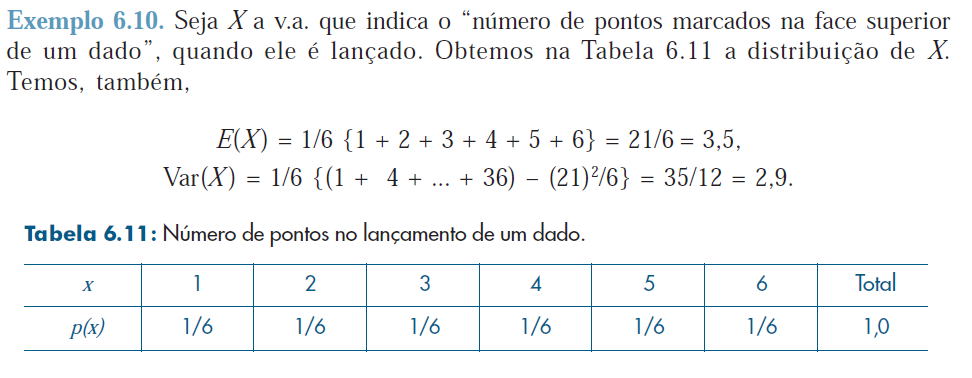 Exemplo 6.10. Seja X a v.a. que indica o “número de pontos marcados na face superior
de um dado”, quando ele é lançado. Obtemos na Tabela 6.11 a distribuição de X.
Temos, também,
E(X) = 1/6 {1 + 2 + 3 + 4 + 5 + 6} = 21/6 = 3,5,
Var(X) = 1/6 {(1 + 4 + ... + 36) – (21)²/6} = 35/12 = 2,9.
Tabela 6.11: Número de pontos no lançamento de um dado.
x 1 2 3 4 5 6 Total
p(x) 1/6 1/6 1/6 1/6 1/6 1/6 1,0